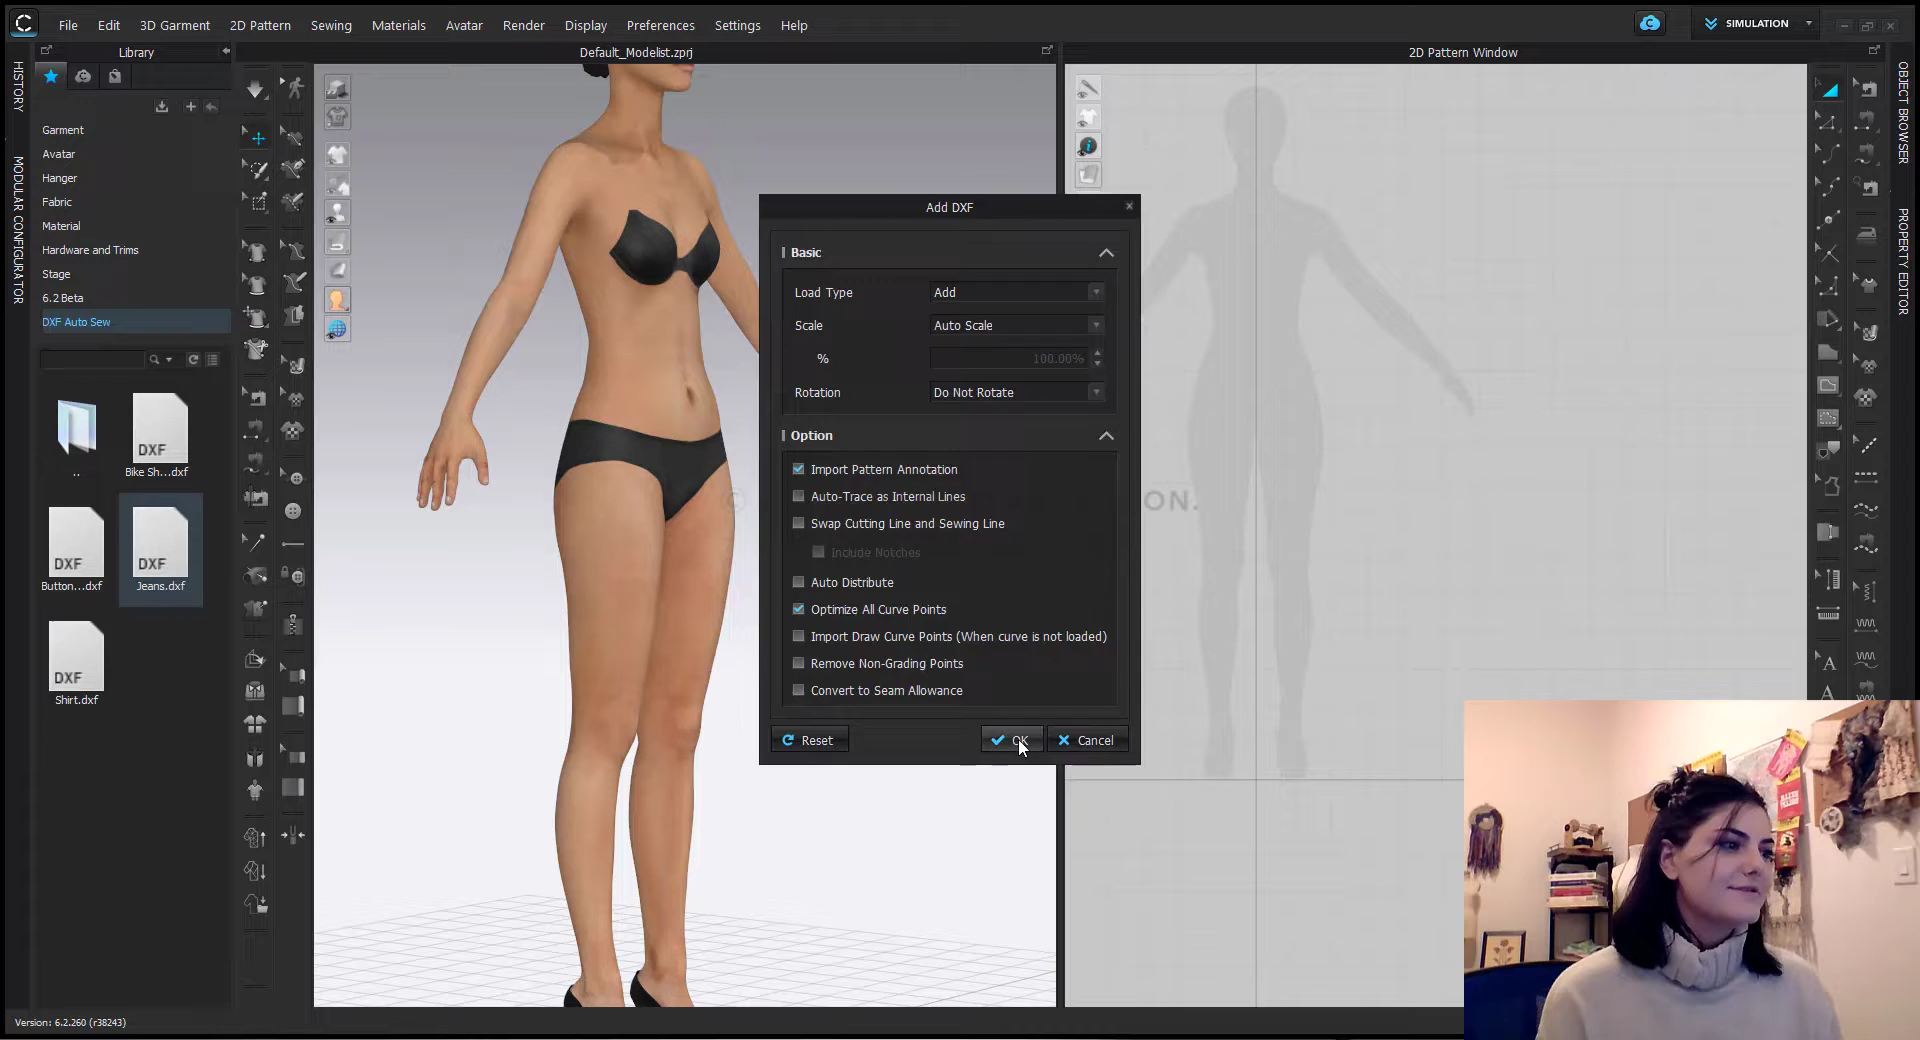 File Edit 3D Garment 2D Pattern Sewing Materials Avatar Render Display Preferences Settings Help
SIMULATION
Library
Default_Modelist.zprj
2D Pattern Window
HISTORY
MODULAR CONFIGURATOR
OBJECT BROWSER
PROPERTY EDITOR
Garment
Avatar
Hanger
Fabric
Material
Hardware and Trims
Stage
6.2 Beta
DXF Auto Sew
..
DXF
Bike Sh...dxf
DXF
Button...dxf
DXF
Jeans.dxf
DXF
Shirt.dxf
Add DXF
Basic
Load Type Add
Scale Auto Scale
% 100.00%
Rotation Do Not Rotate
Option
Import Pattern Annotation
Auto-Trace as Internal Lines
Swap Cutting Line and Sewing Line
Include Notches
Auto Distribute
Optimize All Curve Points
Import Draw Curve Points (When curve is not loaded)
Remove Non-Grading Points
Convert to Seam Allowance
Reset OK Cancel
Version: 6.2.260 (r38243)